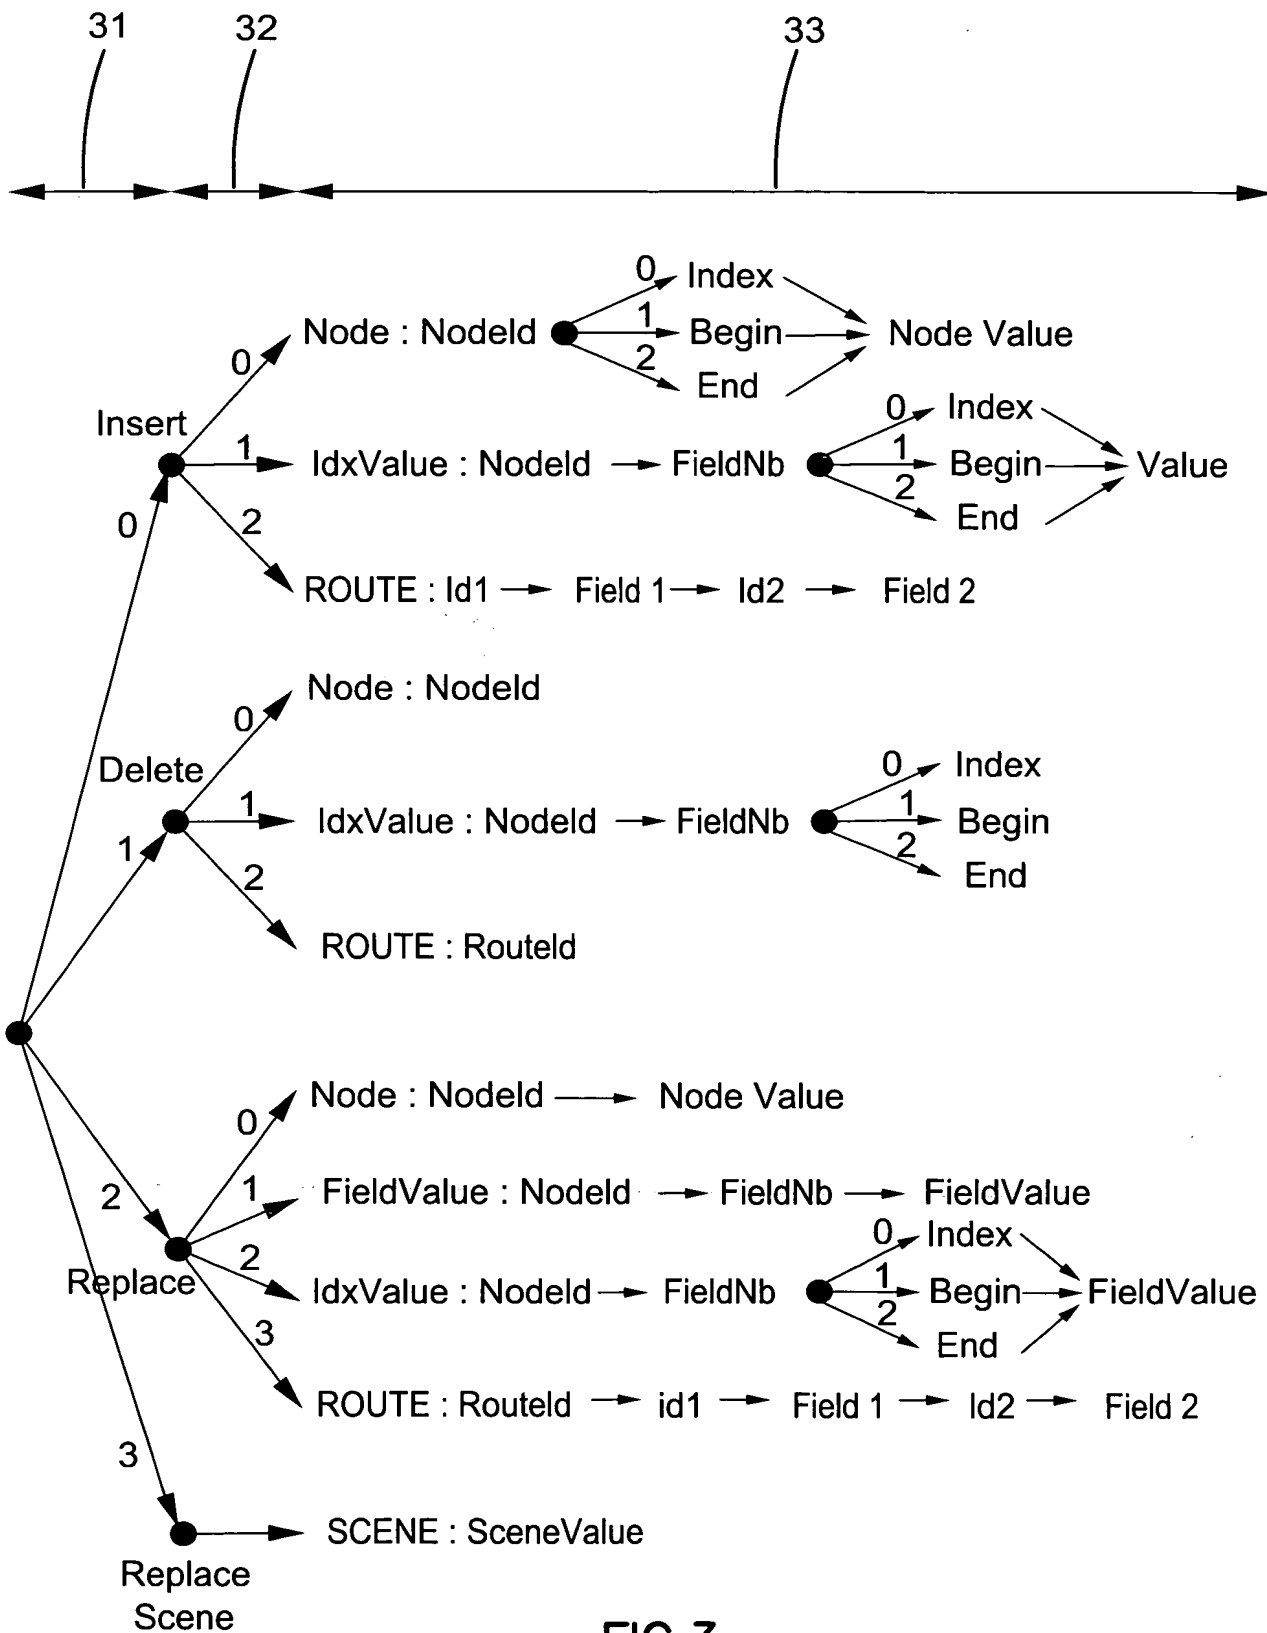 31 32 33
0 Index
Node : NodeId 1 Begin Node Value
0 2 End
Insert 0 Index
1 IdxValue : NodeId FieldNb 1 Begin Value
2 End
0 2
ROUTE : Id1 Field 1 Id2 Field 2
Node : NodeId
0
Delete 0 Index
1 IdxValue : NodeId FieldNb 1 Begin
1 2 End
2
ROUTE : RouteId
Node : NodeId Node Value
0
2 1 FieldValue : NodeId FieldNb FieldValue
0 Index
Replace 2 IdxValue : NodeId FieldNb 1 Begin FieldValue
2 End
3
ROUTE : RouteId id1 Field 1 Id2 Field 2
3
SCENE : SceneValue
Replace
Scene